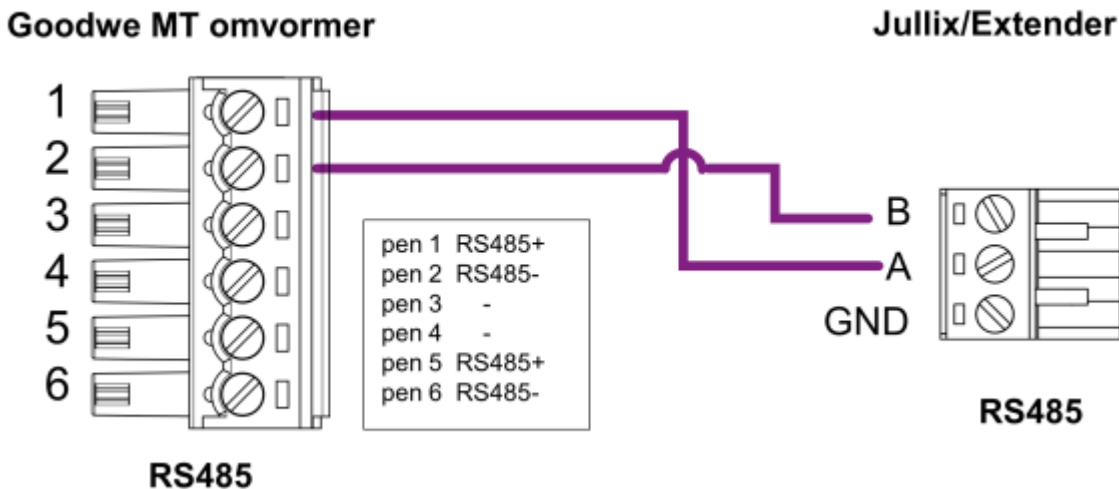 Goodwe MT omvormer
Jullix/Extender
1
2
3
4
5
6
pen 1 RS485+
pen 2 RS485-
pen 3 -
pen 4 -
pen 5 RS485+
pen 6 RS485-
B
A
GND
RS485
RS485